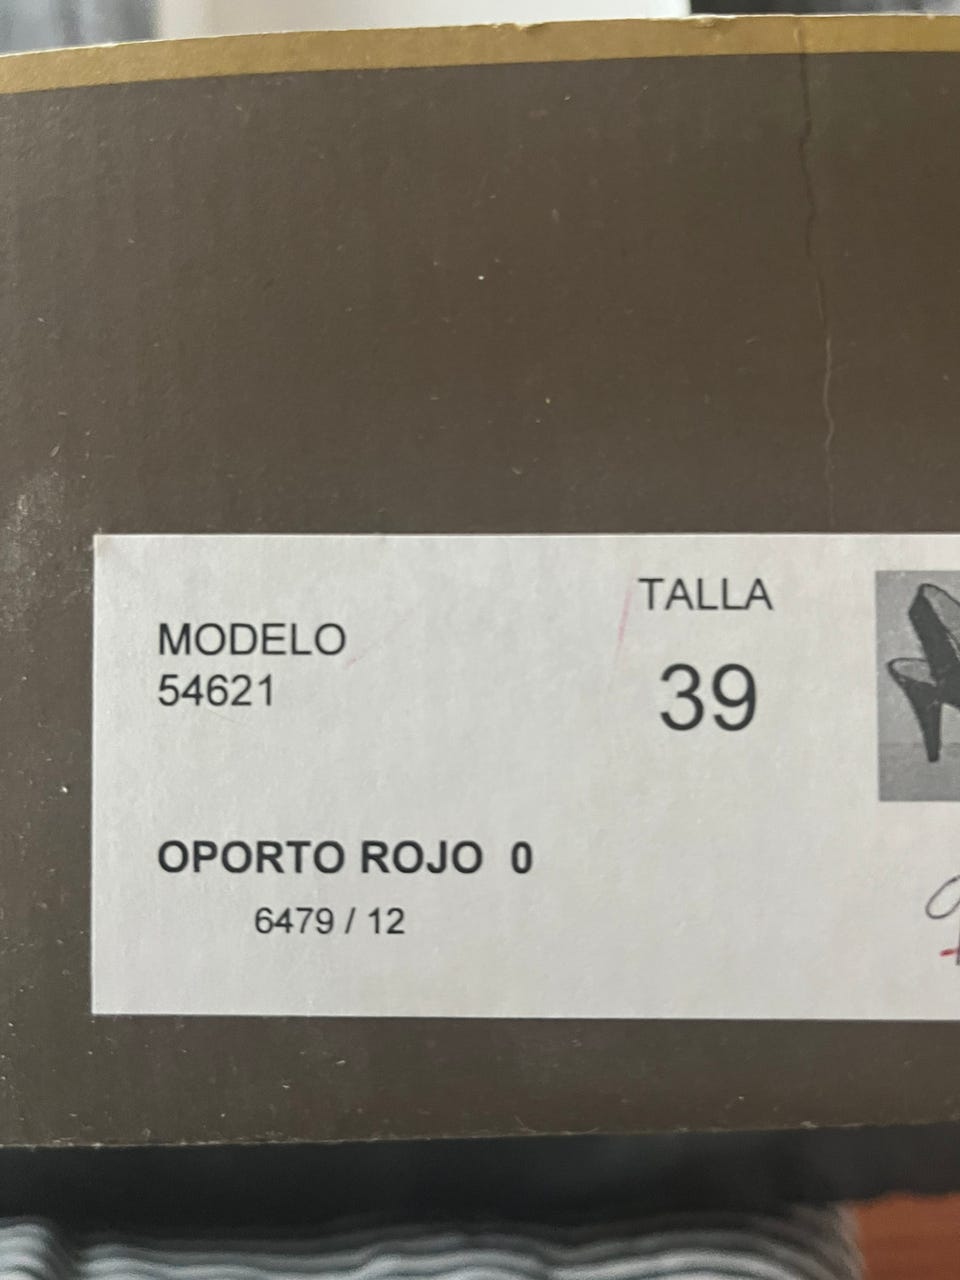 TALLA
MODELO
39
54621
OPORTO ROJO 0
6479 / 12